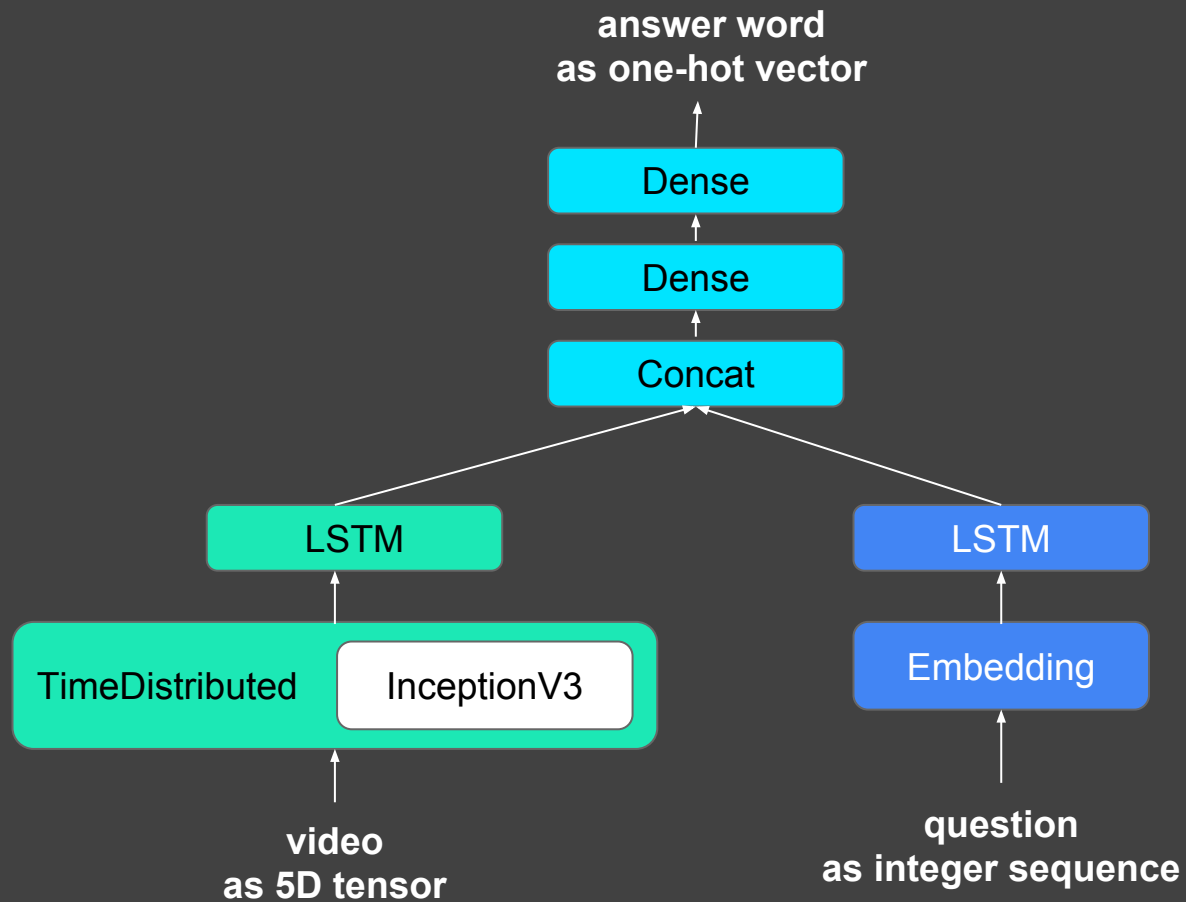 answer word
as one-hot vector
Dense
Dense
Concat
LSTM
LSTM
TimeDistributed
InceptionV3
Embedding
video
as 5D tensor
question
as integer sequence